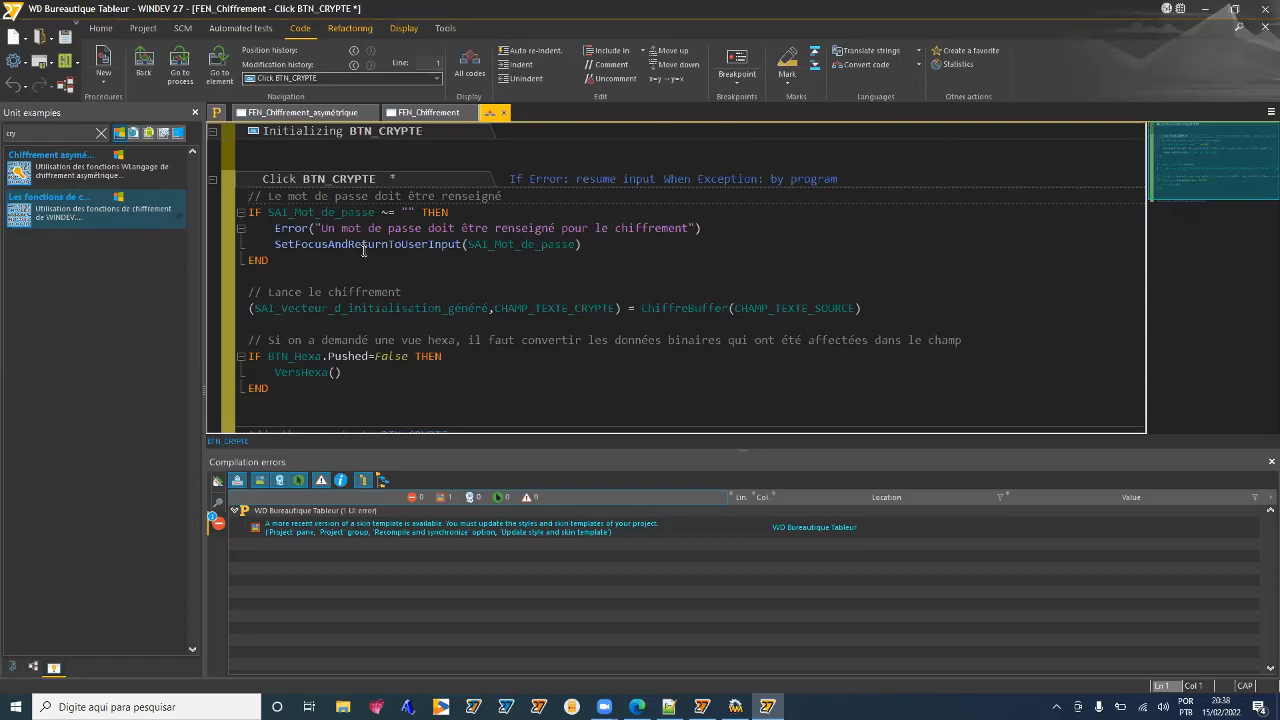 WD Bureautique Tableur - WINDEV 27 - [FEN_Chiffrement - Click BTN_CRYPTE *]
Home Project SCM Automated tests Code Refactoring Display Tools
New Back Go to process Go to element
Position history:
Modification history:
Click BTN_CRYPTE
Line: 1
All codes
Auto re-indent.
Indent
Unindent
Include in
Comment
Uncomment
Move up
Move down
x=y→y=x
Breakpoint Mark
Translate strings
Convert code
Create a favorite
Statistics
Procedures Navigation Display Edit Breakpoints Marks Languages Other actions
Unit examples
FEN_Chiffrement_asymétrique FEN_Chiffrement
cry
Chiffrement asymé...
Utilisation des fonctions WLangage de chiffrement asymétrique...
Les fonctions de c...
Utilisation des fonctions de chiffrement de WINDEV....
Initializing BTN_CRYPTE
Click BTN_CRYPTE * If Error: resume input When Exception: by program
// Le mot de passe doit être renseigné
IF SAI_Mot_de_passe ~= "" THEN
Error("Un mot de passe doit être renseigné pour le chiffrement")
SetFocusAndReturnToUserInput(SAI_Mot_de_passe)
END
// Lance le chiffrement
(SAI_Vecteur_d_initialisation_généré,CHAMP_TEXTE_CRYPTE) = ChiffreBuffer(CHAMP_TEXTE_SOURCE)
// Si on a demandé une vue hexa, il faut convertir les données binaires qui ont été affectées dans le champ
IF BTN_Hexa.Pushed=False THEN
VersHexa()
END
BTN_CRYPTE
Compilation errors
0 1 0 0 0 Lin. Col. Location Value
WD Bureautique Tableur (1 UI error)
A more recent version of a skin template is available. You must update the styles and skin templates of your project. WD Bureautique Tableur
('Project' pane, 'Project' group, 'Recompile and synchronize' option, 'Update style and skin template')
Ln 1 Col 1 CAP
Digite aqui para pesquisar
POR
PTB
20:38
15/02/2022